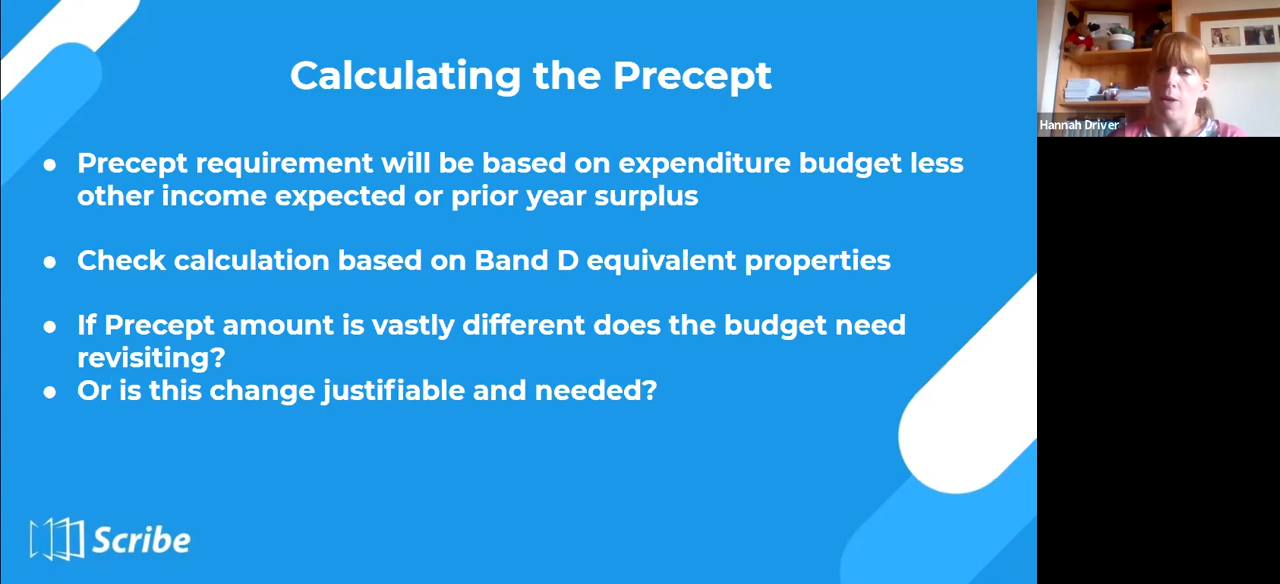 Calculating the Precept
Hannah Driver
● Precept requirement will be based on expenditure budget less
other income expected or prior year surplus
● Check calculation based on Band D equivalent properties
● If Precept amount is vastly different does the budget need
revisiting?
● Or is this change justifiable and needed?
Scribe